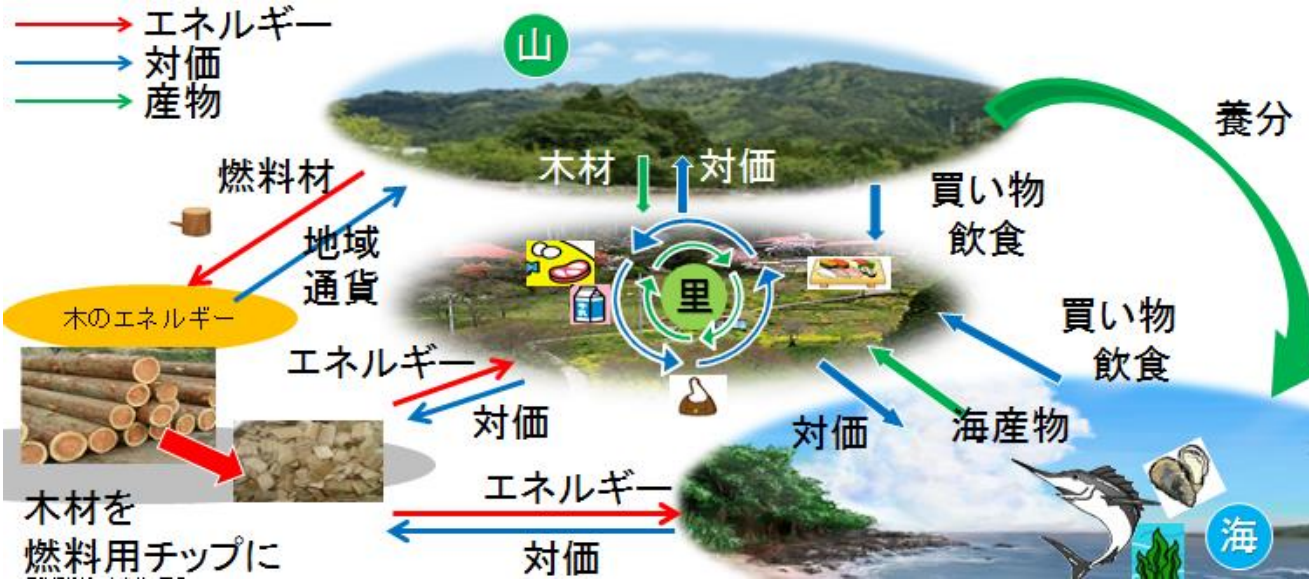 エネルギー
対価
産物
山
養分
燃料材
木材
対価
買い物
飲食
地域
通貨
里
木のエネルギー
買い物
飲食
エネルギー
対価
対価
海産物
エネルギー
対価
木材を
燃料用チップに
海